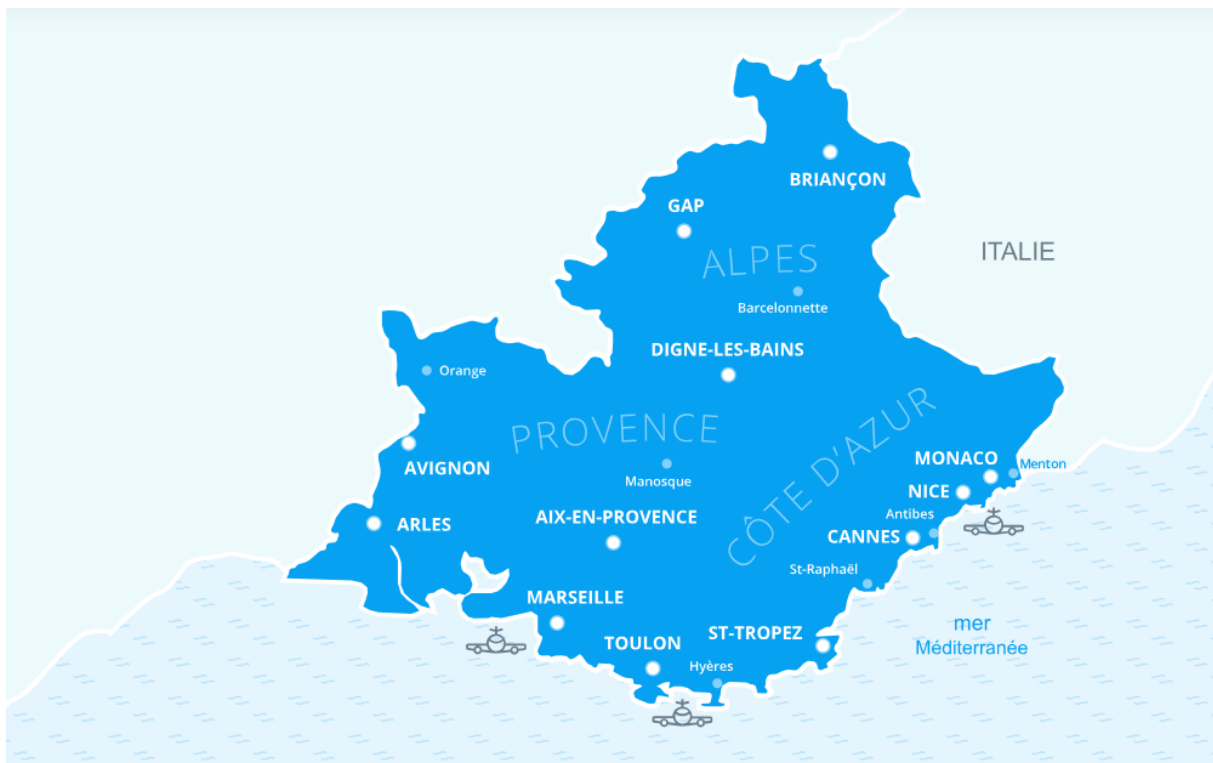 BRIANÇON
GAP
ITALIE
ALPES
Barcelonnette
DIGNE-LES-BAINS
Orange
CÔTE D'AZUR
PROVENCE
MONACO
Menton
AVIGNON
Manosque
NICE
Antibes
ARLES
AIX-EN-PROVENCE
CANNES
St-Raphaël
MARSEILLE
mer
Méditerranée
ST-TROPEZ
TOULON
Hyères